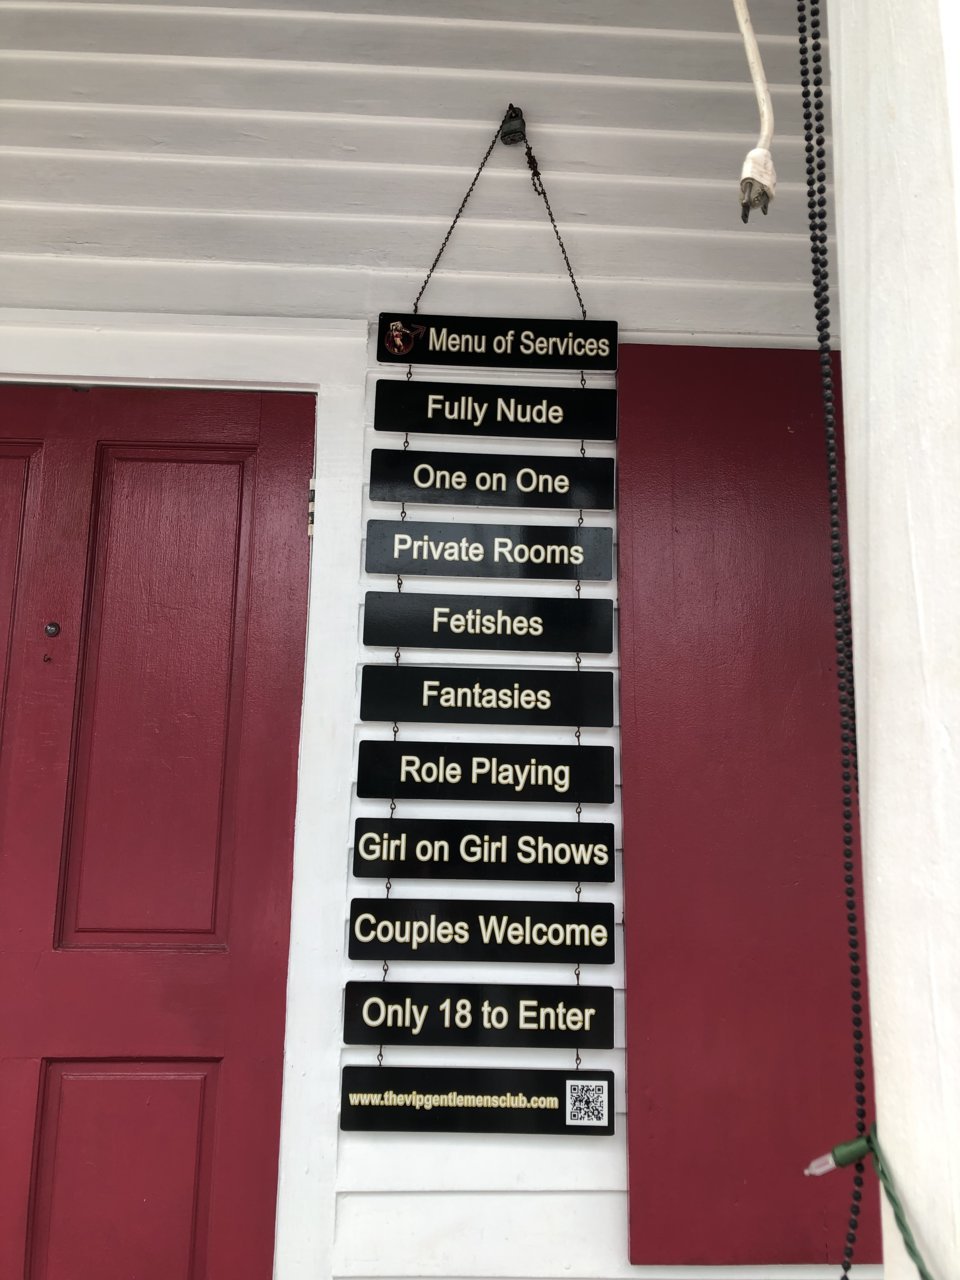 Menu of Services
Fully Nude
One on One
Private Rooms
Fetishes
Fantasies
Role Playing
Girl on Girl Shows
Couples Welcome
Only 18 to Enter
www.thevipgentlemensclub.com